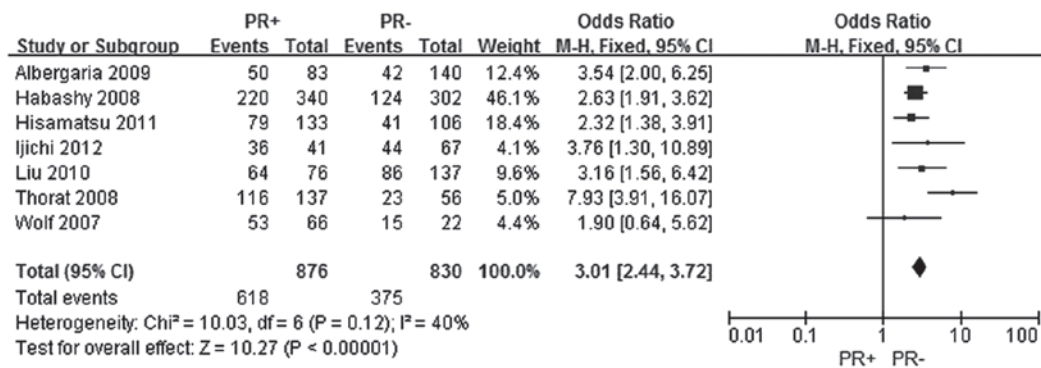 PR+ PR- Odds Ratio Odds Ratio
Study or Subgroup Events Total Events Total Weight M-H, Fixed, 95% CI M-H, Fixed, 95% CI
Albergaria 2009 50 83 42 140 12.4% 3.54 [2.00, 6.25]
Habashy 2008 220 340 124 302 46.1% 2.63 [1.91, 3.62]
Hisamatsu 2011 79 133 41 106 18.4% 2.32 [1.38, 3.91]
Ijichi 2012 36 41 44 67 4.1% 3.76 [1.30, 10.89]
Liu 2010 64 76 86 137 9.6% 3.16 [1.56, 6.42]
Thorat 2008 116 137 23 56 5.0% 7.93 [3.91, 16.07]
Wolf 2007 53 66 15 22 4.4% 1.90 [0.64, 5.62]
Total (95% CI) 876 830 100.0% 3.01 [2.44, 3.72]
Total events 618 375
Heterogeneity: Chi² = 10.03, df = 6 (P = 0.12); I² = 40%
Test for overall effect: Z = 10.27 (P < 0.00001)
0.01 0.1 1 10 100
PR+ PR-